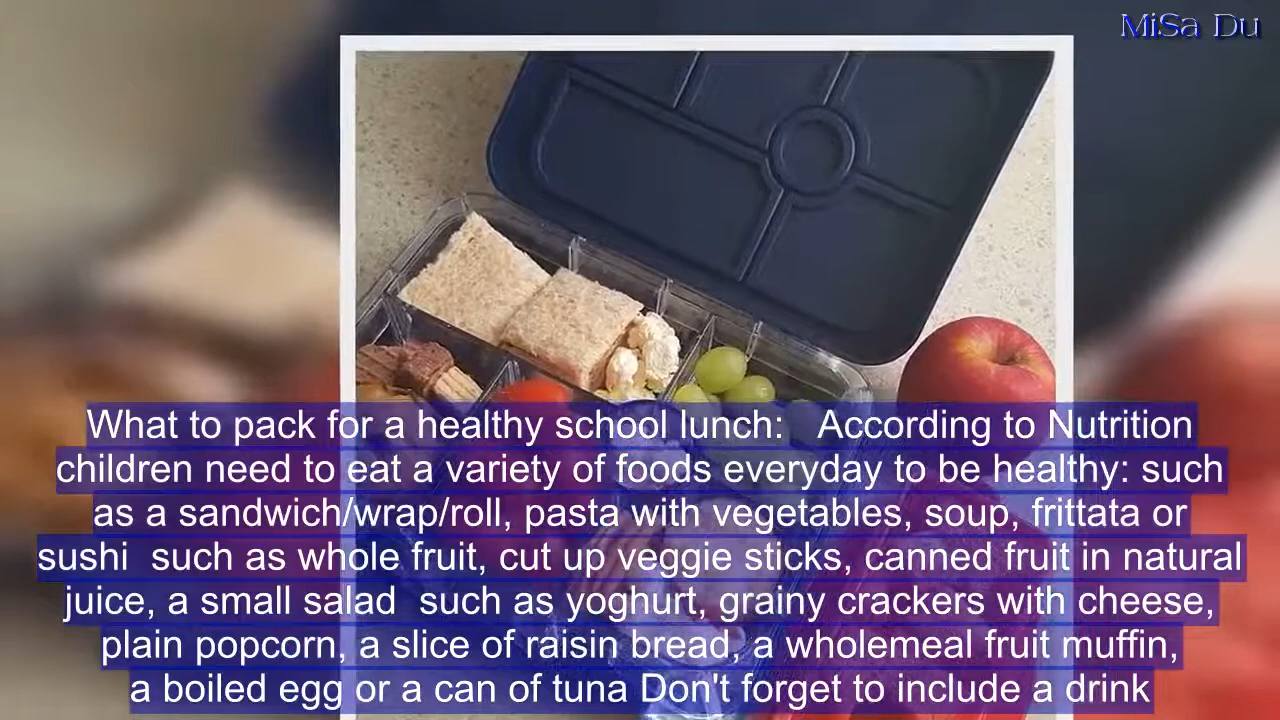 MiSa Du
What to pack for a healthy school lunch:   According to Nutrition
children need to eat a variety of foods everyday to be healthy: such
as a sandwich/wrap/roll, pasta with vegetables, soup, frittata or
sushi  such as whole fruit, cut up veggie sticks, canned fruit in natural
juice, a small salad  such as yoghurt, grainy crackers with cheese,
plain popcorn, a slice of raisin bread, a wholemeal fruit muffin,
a boiled egg or a can of tuna Don't forget to include a drink